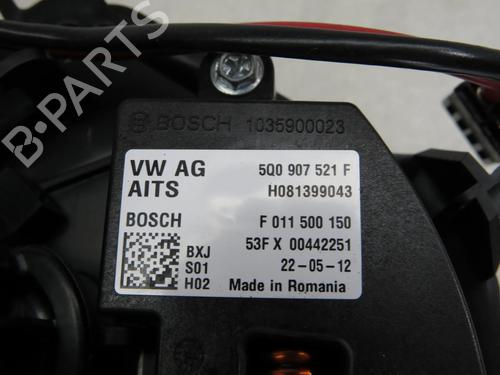 BOSCH 1035900023
VW AG 5Q0 907 521 F
AITS H081399043
BOSCH F 011 500 150
BXJ 53F X 00442251
S01 22-05-12
H02 Made in Romania
B-PARTS